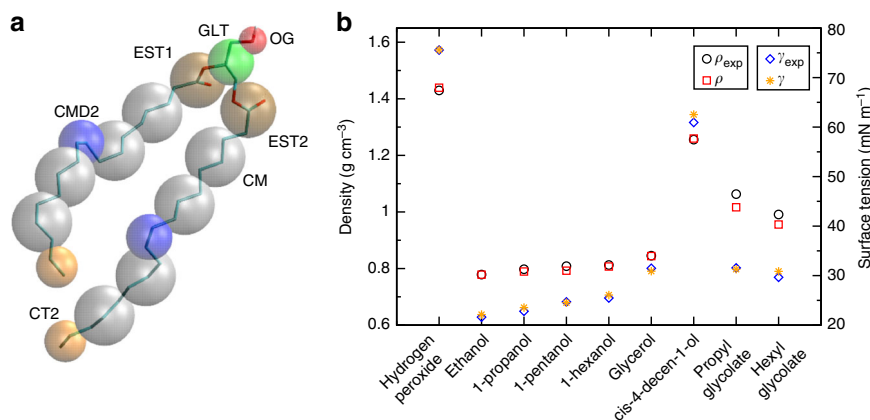 a
GLT
OG
EST1
CMD2
EST2
CM
CT2
b
1.6
1.4
1.2
1
0.8
0.6
Density (g cm⁻³)
ρexp
ρ
γexp
γ
80
70
60
50
40
30
20
Surface tension (mN m⁻¹)
Hydrogen
peroxide
Ethanol
1-propanol
1-pentanol
1-hexanol
Glycerol
cis-4-decen-1-ol
Propyl
glycolate
Hexyl
glycolate